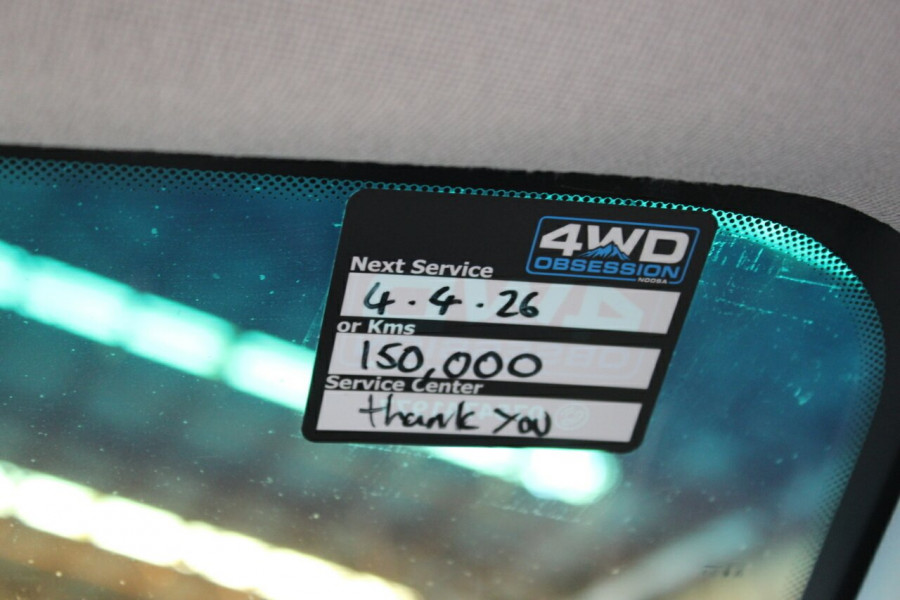 4WD
OBSESSION
NOOSA
Next Service
4.4.26
or Kms
150,000
Service Center
thank you